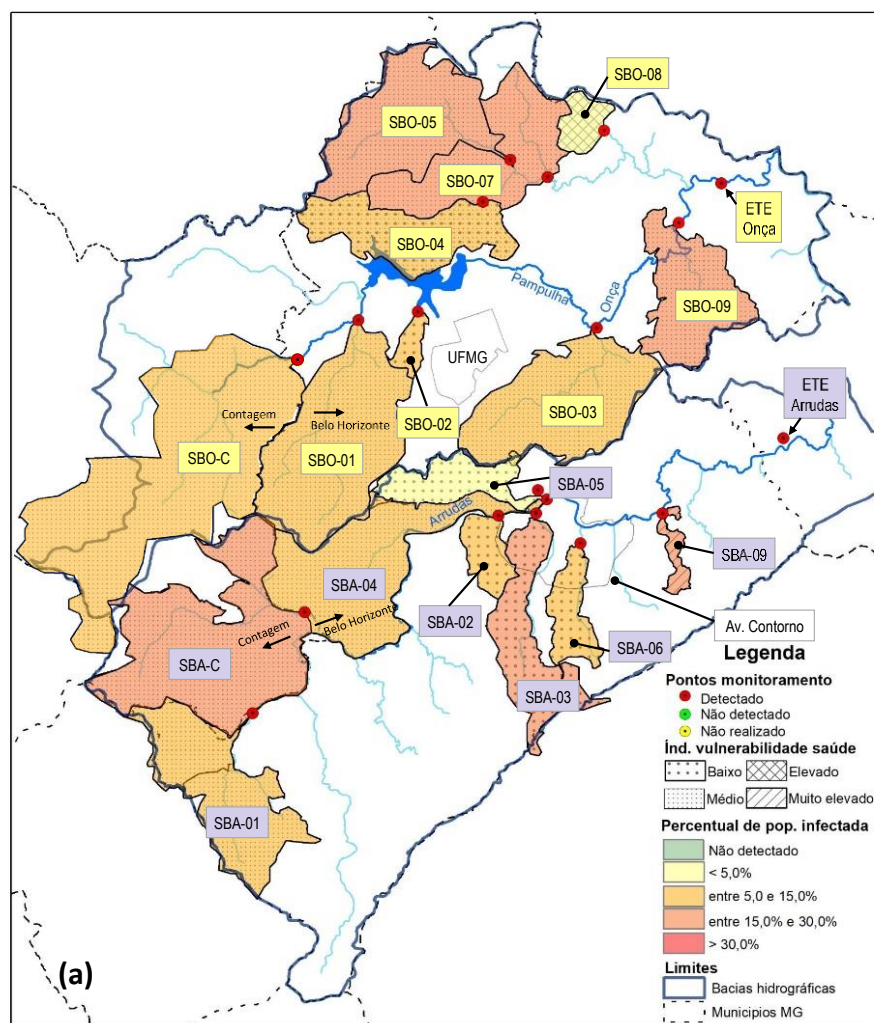 SBO-08
SBO-05
SBO-07
ETE
Onça
SBO-04
Pampulha
Onça
SBO-09
UFMG
ETE
Arrudas
SBO-03
Contagem
Belo Horizonte
SBO-02
SBO-C
SBO-01
SBA-05
Arrudas
SBA-09
SBA-04
SBA-02
Contagem
Belo Horizonte
Av. Contorno
SBA-C
SBA-06
SBA-03
SBA-01
(a)
Legenda
Pontos monitoramento
Detectado
Não detectado
Não realizado
Índ. vulnerabilidade saúde
Baixo
Elevado
Médio
Muito elevado
Percentual de pop. infectada
Não detectado
< 5,0%
entre 5,0 e 15,0%
entre 15,0% e 30,0%
> 30,0%
Limites
Bacias hidrográficas
Municipios MG